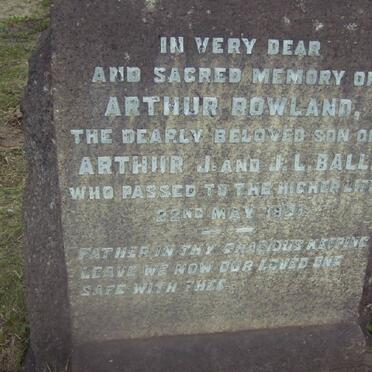 IN VERY DEAR
AND SACRED MEMORY OF
ARTHUR ROWLAND,
THE DEARLY BELOVED SON OF
ARTHUR J. AND J. L. BALL
WHO PASSED TO THE HIGHER LIFE
22ND MAY
FATHER IN THY GRACIOUS KEEPING
LEAVE WE NOW OUR LOVED ONE
SAFE WITH THEE